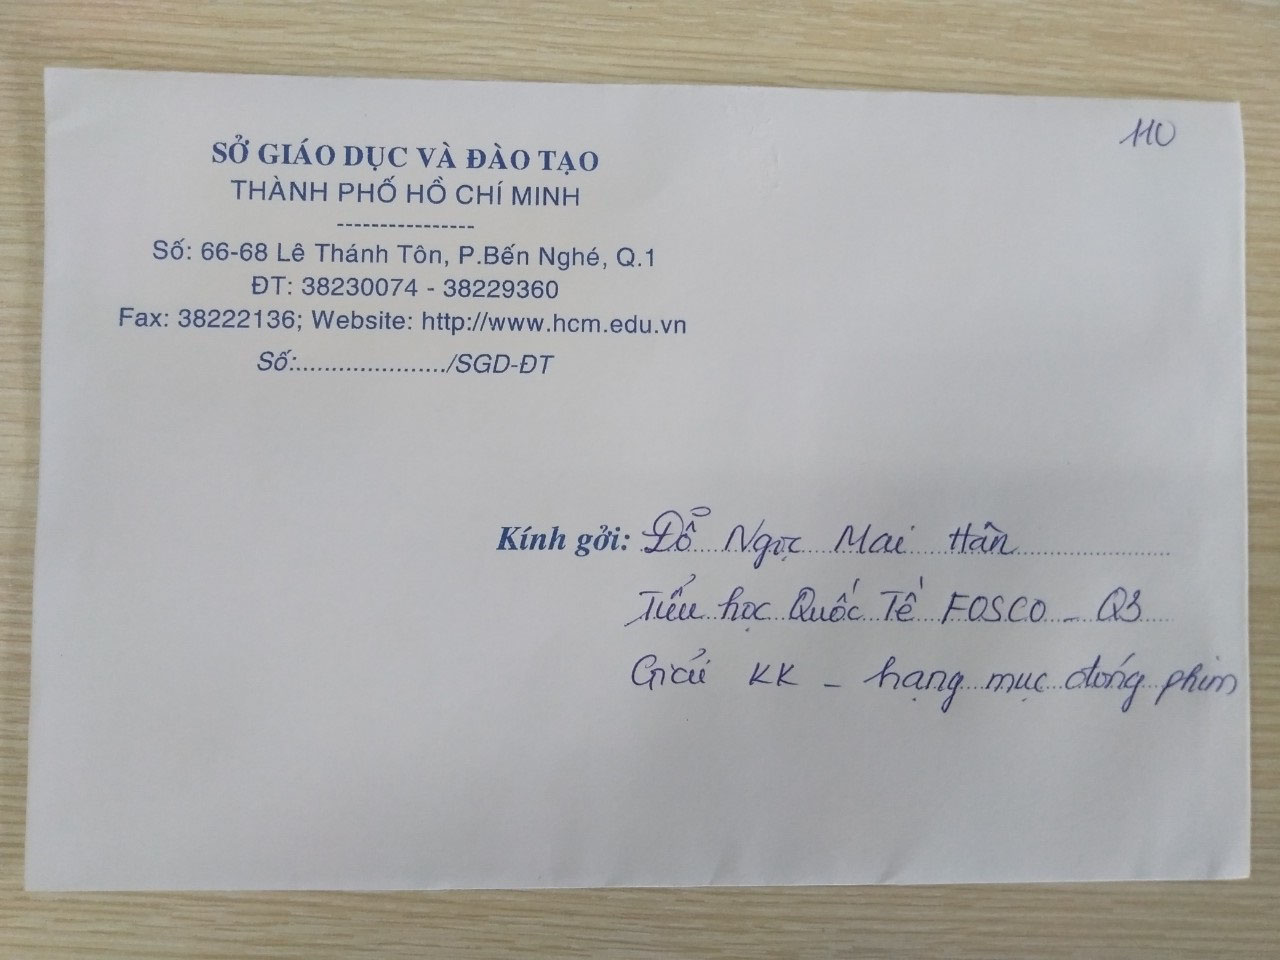 110
SỞ GIÁO DỤC VÀ ĐÀO TẠO
THÀNH PHỐ HỒ CHÍ MINH
----------------
Số: 66-68 Lê Thánh Tôn, P.Bến Nghé, Q.1
ĐT: 38230074 - 38229360
Fax: 38222136; Website: http://www.hcm.edu.vn
Số:...................../SGD-ĐT
Kính gởi: Đỗ Ngọc Mai Hân
Tiểu học Quốc Tế FOSCO - Q3
Giải KK - hạng mục đóng phim